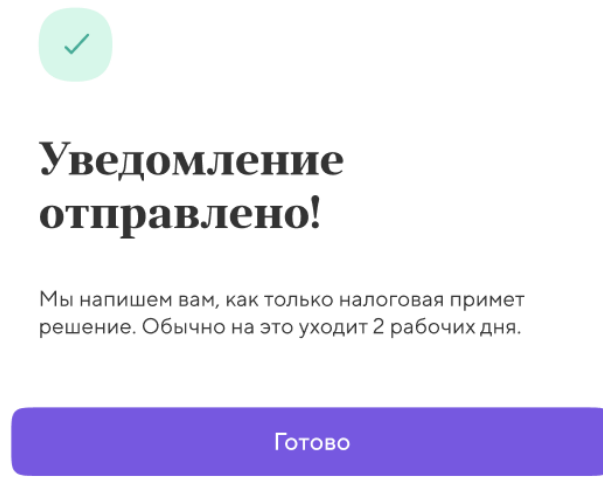 Уведомление
отправлено!
Мы напишем вам, как только налоговая примет
решение. Обычно на это уходит 2 рабочих дня.
Готово